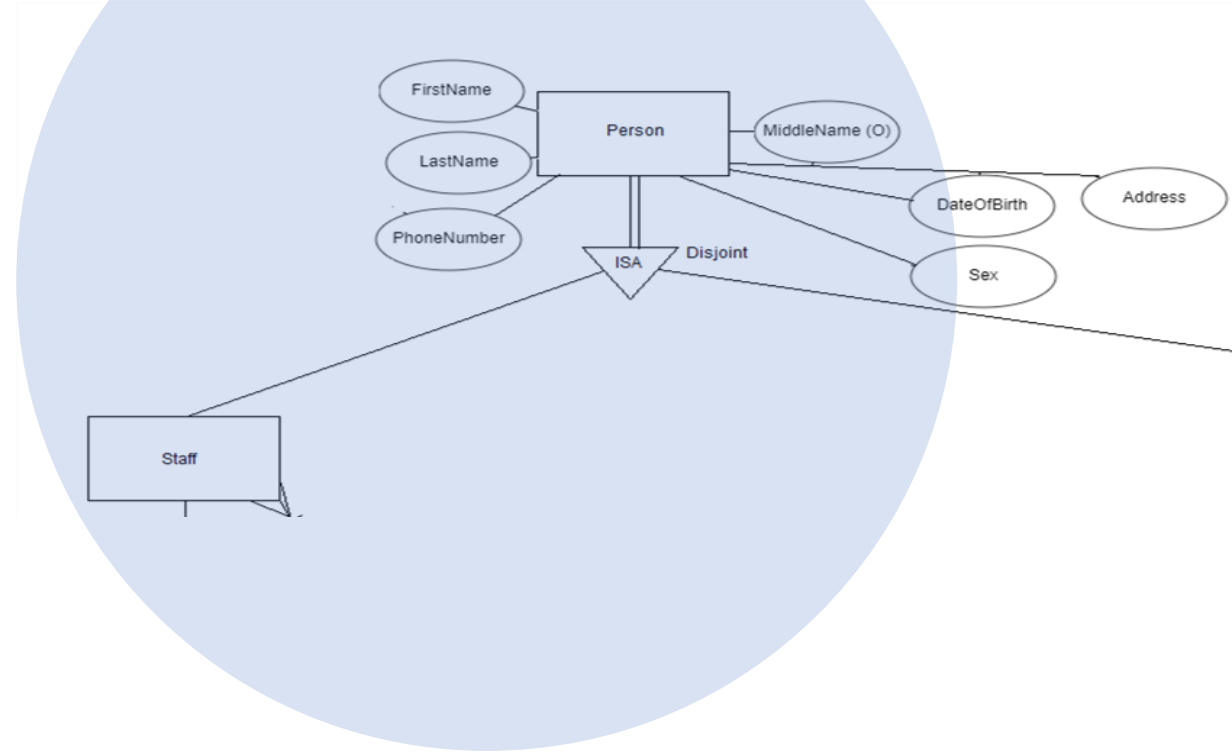 FirstName
Person
MiddleName (O)
LastName
Address
DateOfBirth
PhoneNumber
Disjoint
ISA
Sex
Staff